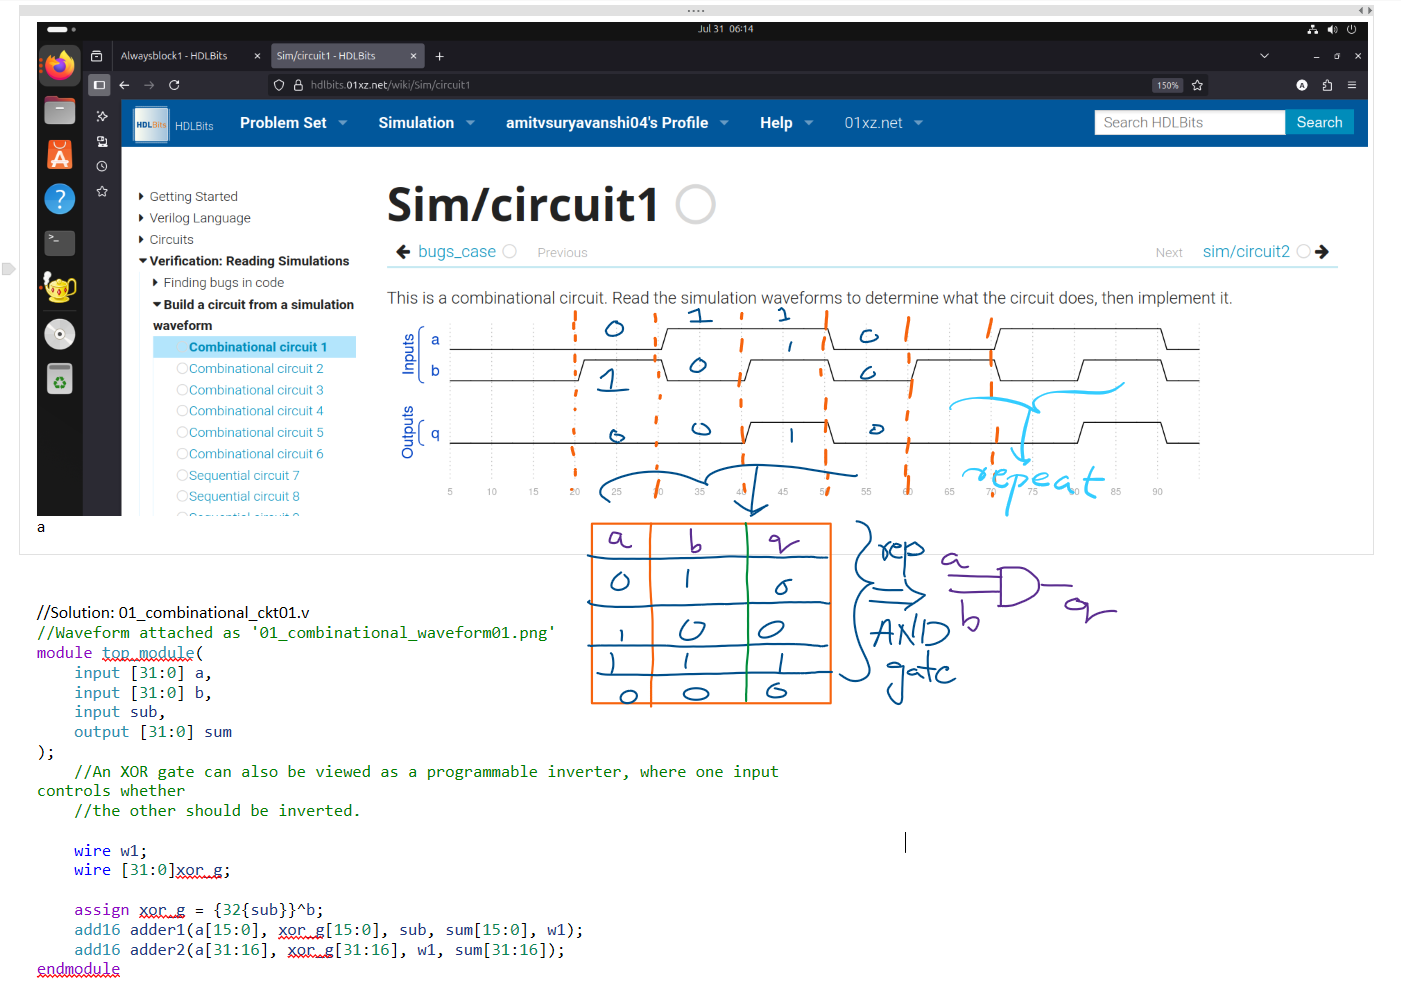 Jul 31 06:14
Alwaysblock1 - HDLBits × Sim/circuit1 - HDLBits × +
hdlbits.01xz.net/wiki/Sim/circuit1 150%
HDLBits HDLBits Problem Set Simulation amitvsuryavanshi04's Profile Help 01xz.net Search HDLBits Search
Getting Started
Verilog Language
Circuits
Verification: Reading Simulations
Finding bugs in code
Build a circuit from a simulation
waveform
Combinational circuit 1
Combinational circuit 2
Combinational circuit 3
Combinational circuit 4
Combinational circuit 5
Combinational circuit 6
Sequential circuit 7
Sequential circuit 8
Sequential circuit 9
Sim/circuit1
bugs_case Previous Next sim/circuit2
This is a combinational circuit. Read the simulation waveforms to determine what the circuit does, then implement it.
Inputs
a 0 1 1 0
b 1 0 1 0
Outputs
q 0 0 1 0
repeat
5 10 15 20 25 30 35 40 45 50 55 60 65 70 75 80 85 90
a
a b q
0 1 0
1 0 0
1 1 1
0 0 0
rep
AND
gate
a
b
q
//Solution: 01_combinational_ckt01.v
//Waveform attached as '01_combinational_waveform01.png'
module top_module(
input [31:0] a,
input [31:0] b,
input sub,
output [31:0] sum
);
//An XOR gate can also be viewed as a programmable inverter, where one input
controls whether
//the other should be inverted.
wire w1;
wire [31:0]xor_g;
assign xor_g = {32{sub}}^b;
add16 adder1(a[15:0], xor_g[15:0], sub, sum[15:0], w1);
add16 adder2(a[31:16], xor_g[31:16], w1, sum[31:16]);
endmodule